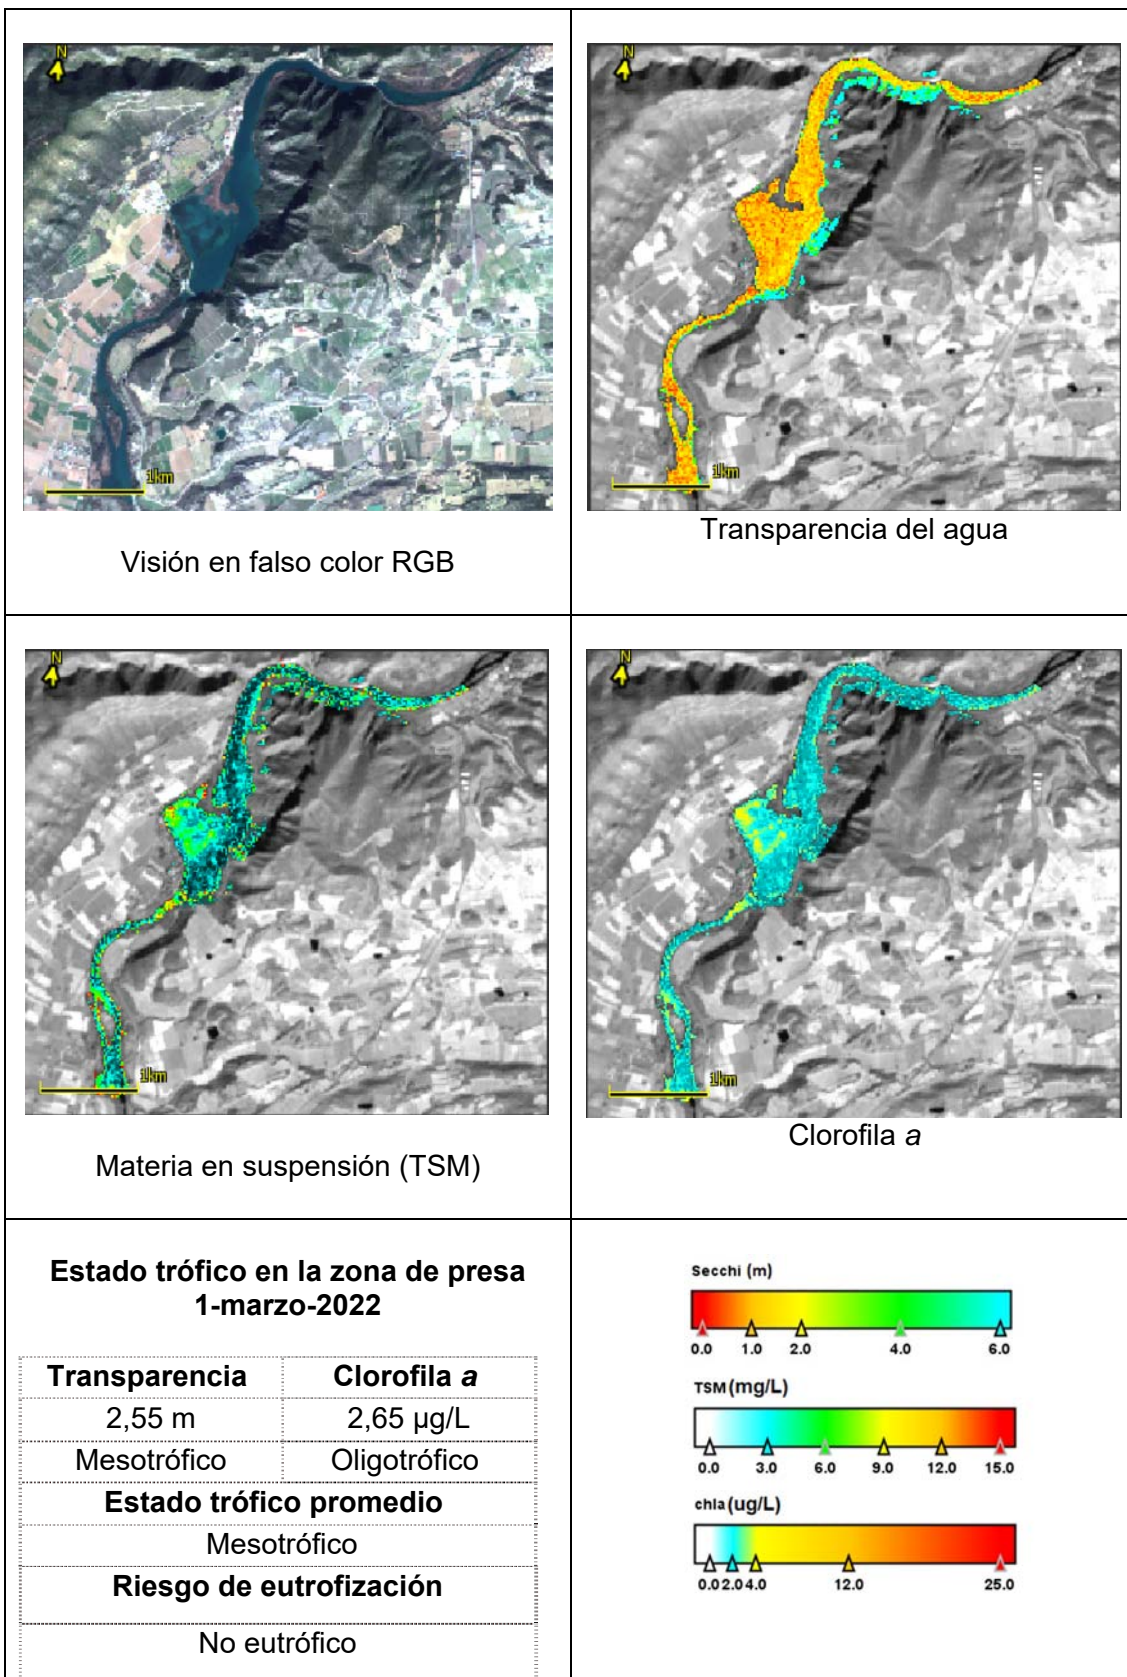 N
N
1km
1km
Visión en falso color RGB
Transparencia del agua
N
N
1km
1km
Materia en suspensión (TSM)
Clorofila a
Estado trófico en la zona de presa
1-marzo-2022
Transparencia Clorofila a
2,55 m 2,65 µg/L
Mesotrófico Oligotrófico
Estado trófico promedio
Mesotrófico
Riesgo de eutrofización
No eutrófico
Secchi (m)
0.0 1.0 2.0 4.0 6.0
TSM (mg/L)
0.0 3.0 6.0 9.0 12.0 15.0
chla (ug/L)
0.0 2.0 4.0 12.0 25.0